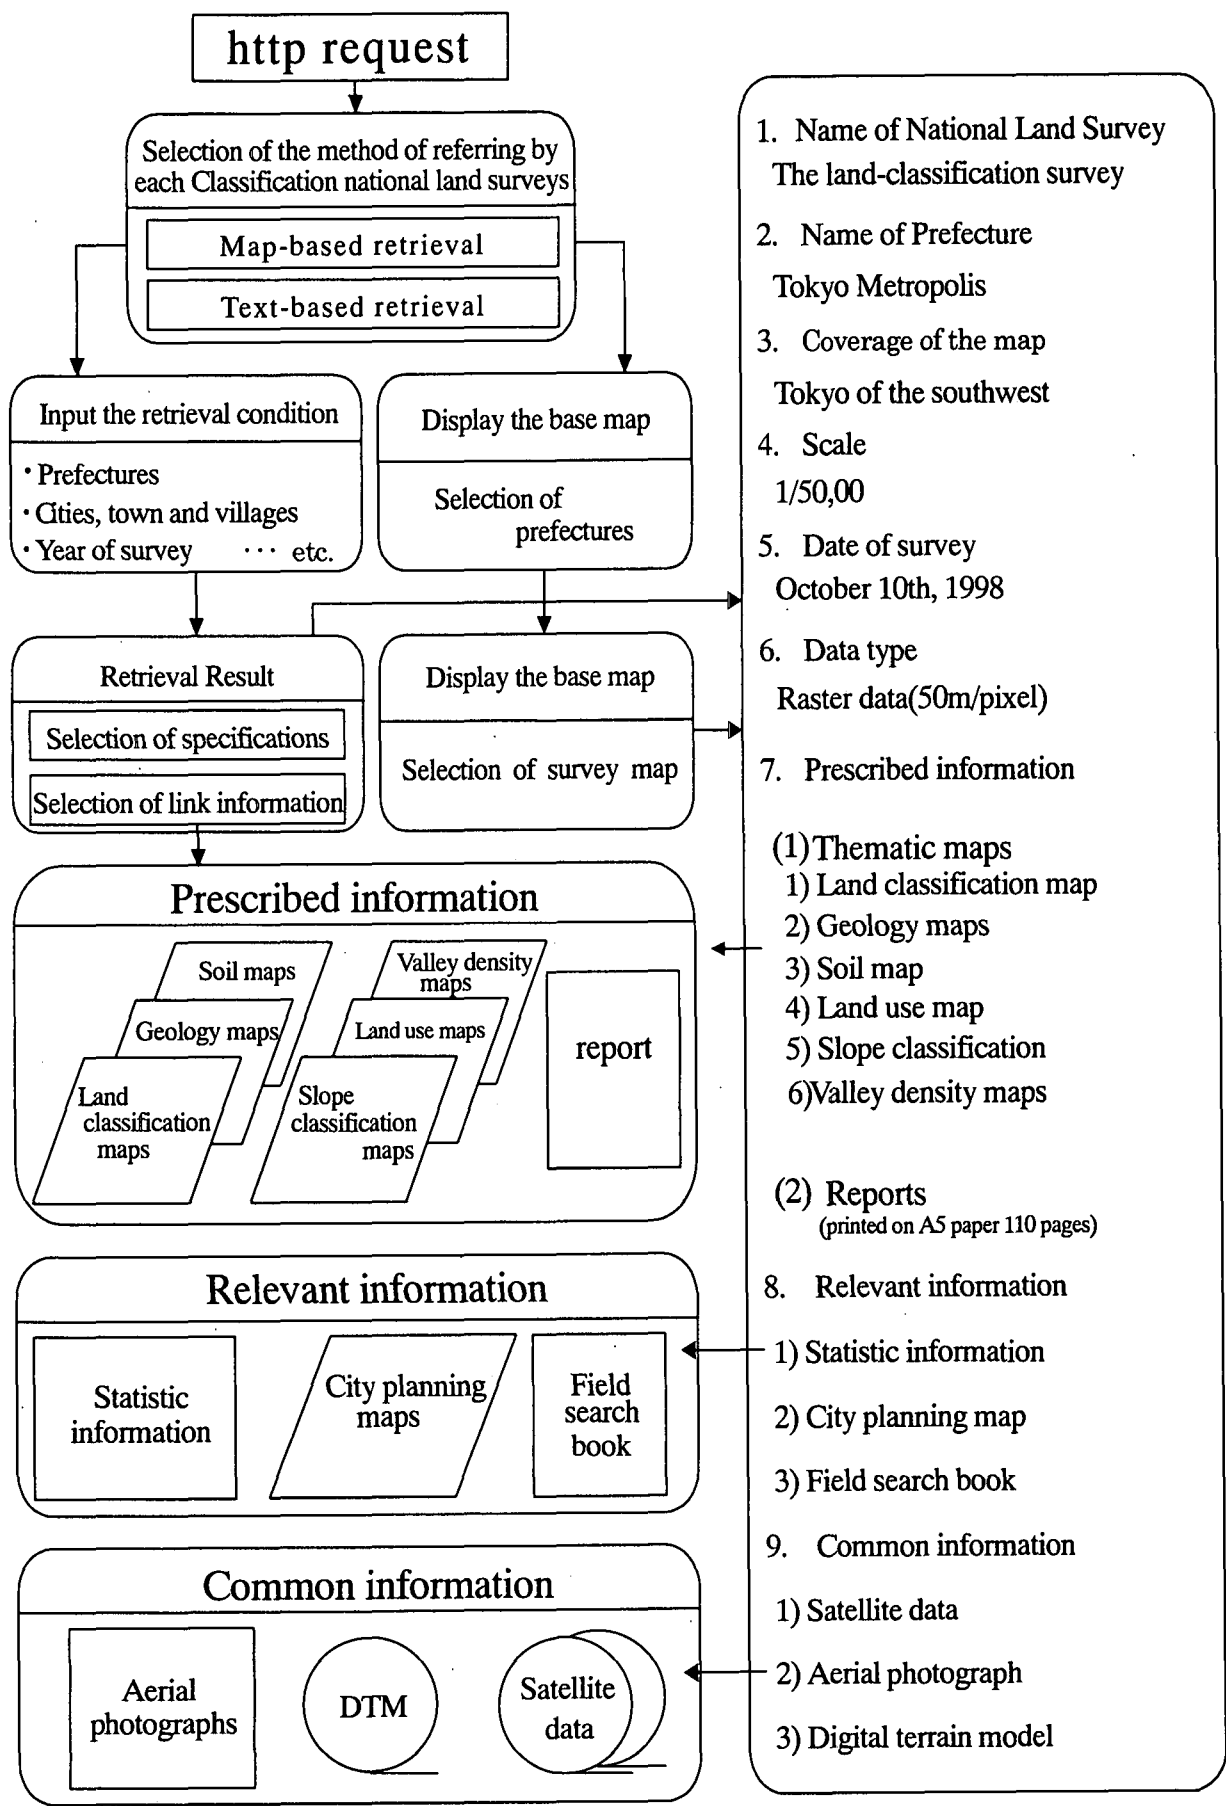 http request
Selection of the method of referring by
each Classification national land surveys
Map-based retrieval
Text-based retrieval
Input the retrieval condition
・Prefectures
・Cities, town and villages
・Year of survey ⋯ etc.
Display the base map
Selection of
prefectures
Retrieval Result
Selection of specifications
Selection of link information
Display the base map
Selection of survey map
Prescribed information
Soil maps
Geology maps
Land
classification
maps
Valley density
maps
Land use maps
Slope
classification
maps
report
Relevant information
Statistic
information
City planning
maps
Field
search
book
Common information
Aerial
photographs
DTM
Satellite
data
1. Name of National Land Survey
The land-classification survey
2. Name of Prefecture
Tokyo Metropolis
3. Coverage of the map
Tokyo of the southwest
4. Scale
1/50,00
5. Date of survey
October 10th, 1998
6. Data type
Raster data(50m/pixel)
7. Prescribed information
(1) Thematic maps
1) Land classification map
2) Geology maps
3) Soil map
4) Land use map
5) Slope classification
6)Valley density maps
(2) Reports
(printed on A5 paper 110 pages)
8. Relevant information
1) Statistic information
2) City planning map
3) Field search book
9. Common information
1) Satellite data
2) Aerial photograph
3) Digital terrain model